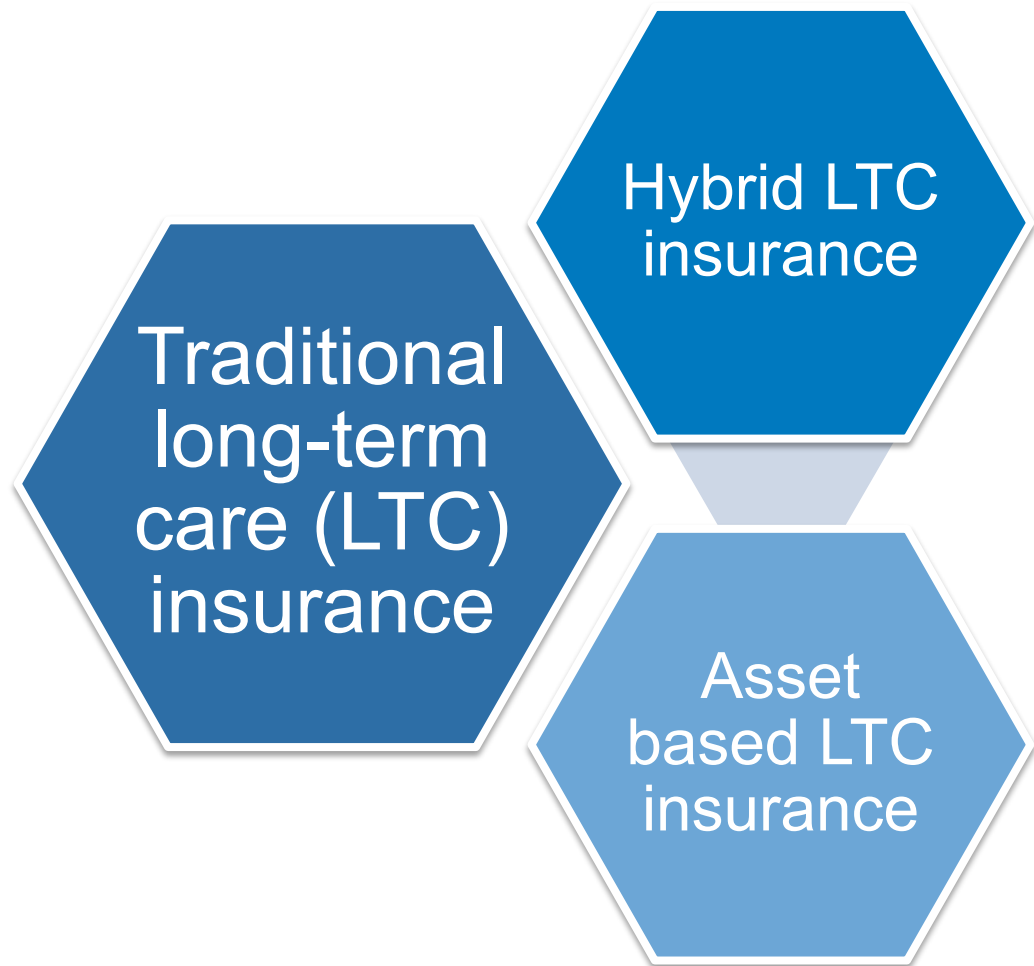 Traditional
long-term
care (LTC)
insurance
Hybrid LTC
insurance
Asset
based LTC
insurance